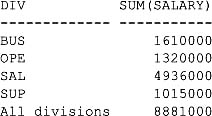 DIV           SUM(SALARY)
------------- -----------
BUS               1610000
OPE               1320000
SAL               4936000
SUP               1015000
All divisions     8881000